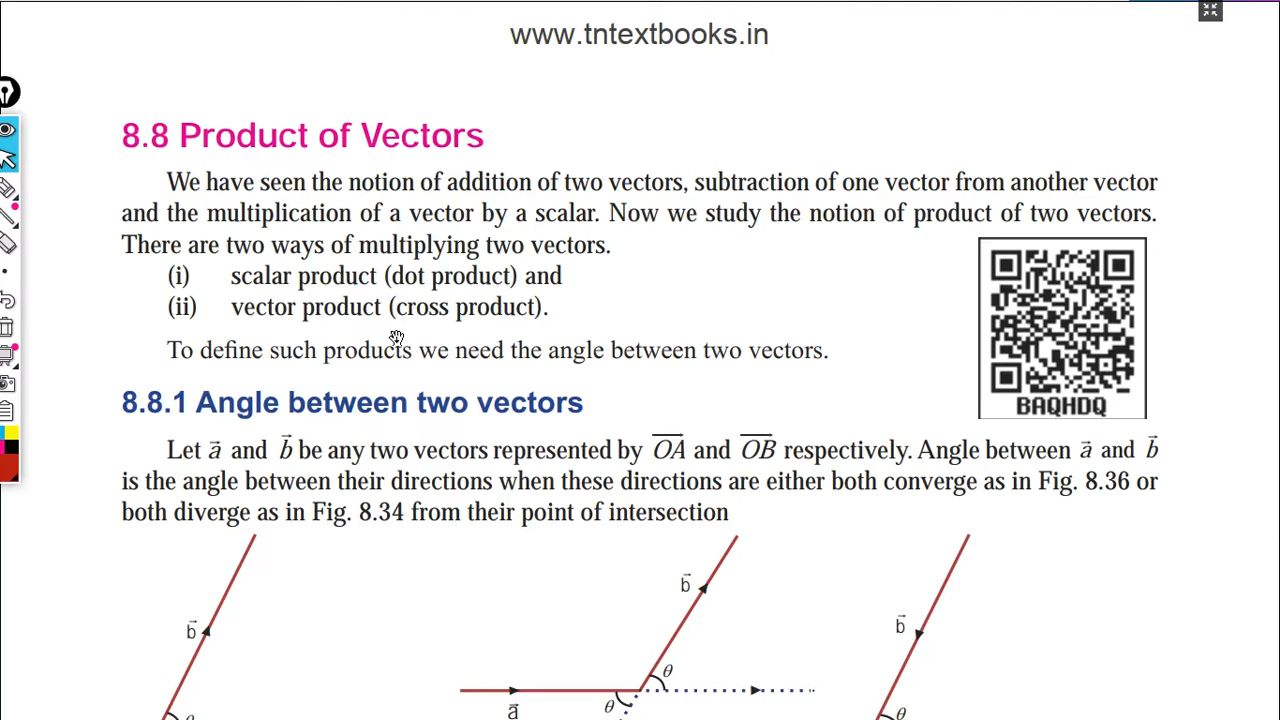 www.tntextbooks.in
8.8 Product of Vectors
We have seen the notion of addition of two vectors, subtraction of one vector from another vector
and the multiplication of a vector by a scalar. Now we study the notion of product of two vectors.
There are two ways of multiplying two vectors.
(i) scalar product (dot product) and
(ii) vector product (cross product).
To define such products we need the angle between two vectors.
BAQHDQ
8.8.1 Angle between two vectors
Let a⃗ and b⃗ be any two vectors represented by O͞A⃗ and O͞B⃗ respectively. Angle between a⃗ and b⃗
is the angle between their directions when these directions are either both converge as in Fig. 8.36 or
both diverge as in Fig. 8.34 from their point of intersection
b⃗
b⃗
b⃗
θ
θ
θ
θ
a⃗